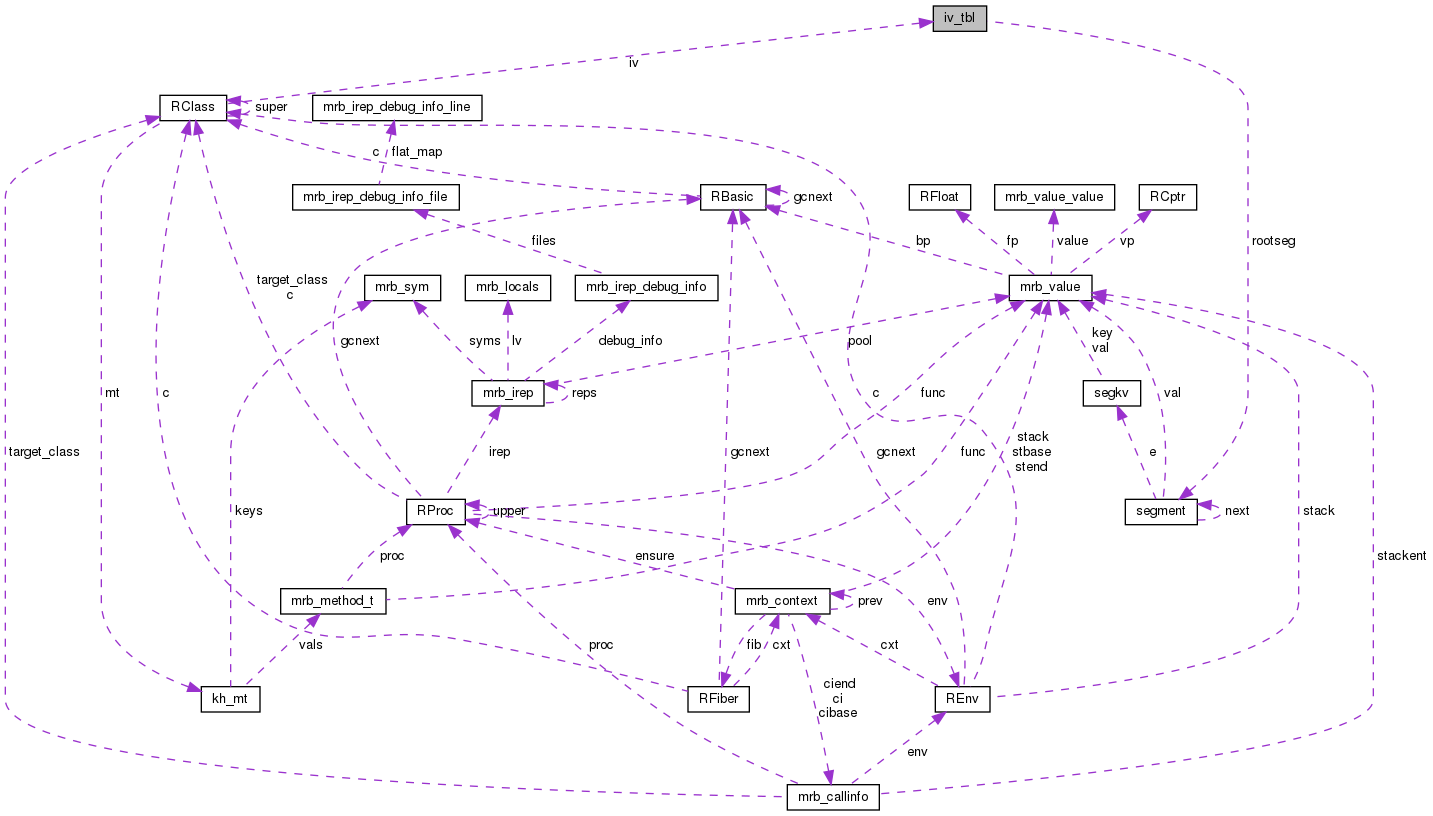 iv_tbl
iv
RClass
super
mrb_irep_debug_info_line
c
flat_map
mrb_irep_debug_info_file
RBasic
gcnext
RFloat
mrb_value_value
RCptr
files
bp
fp
value
vp
rootseg
target_class
c
mrb_sym
mrb_locals
mrb_irep_debug_info
mrb_value
gcnext
syms
lv
debug_info
pool
key
val
mt
c
mrb_irep
reps
c
func
segkv
val
target_class
irep
gcnext
gcnext
stack
stbase
stend
func
e
keys
RProc
upper
segment
next
stack
stackent
proc
ensure
mrb_method_t
mrb_context
prev
env
vals
proc
fib
cxt
cxt
kh_mt
RFiber
ciend
ci
cibase
REnv
env
mrb_callinfo